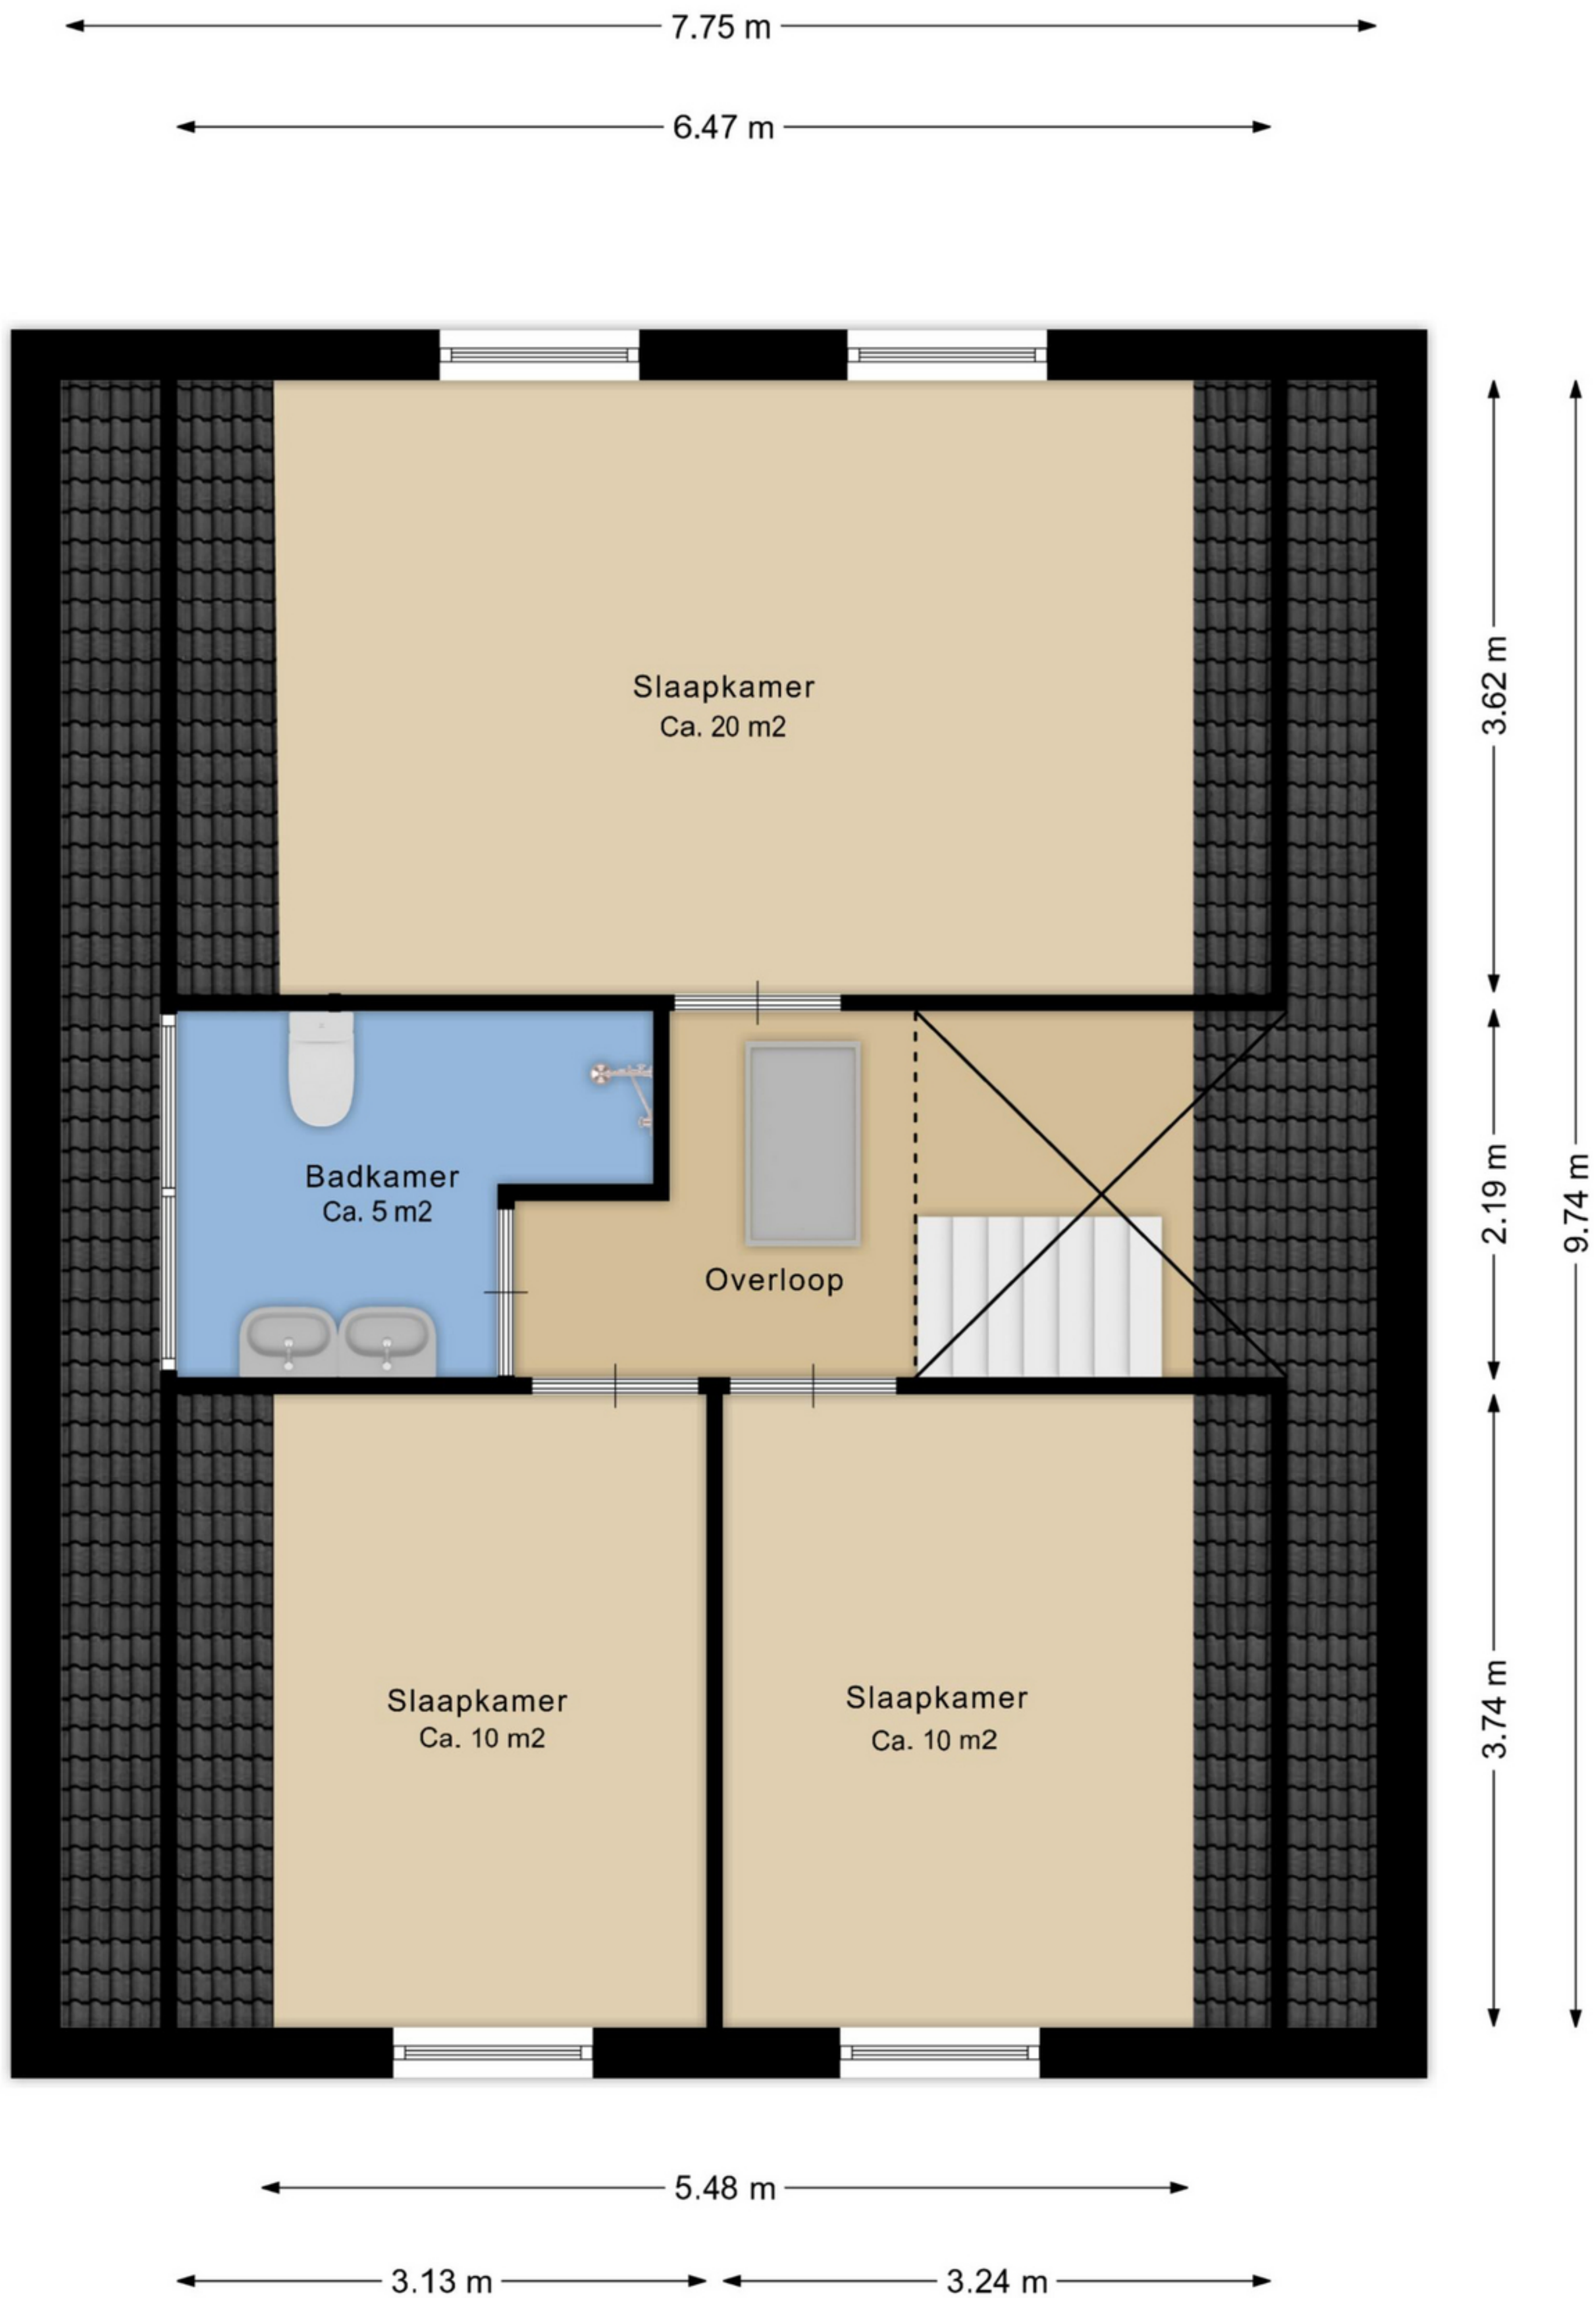 7.75 m
6.47 m
Slaapkamer
Ca. 20 m2
3.62 m
Badkamer
Ca. 5 m2
Overloop
2.19 m
9.74 m
Slaapkamer
Ca. 10 m2
Slaapkamer
Ca. 10 m2
3.74 m
5.48 m
3.13 m
3.24 m